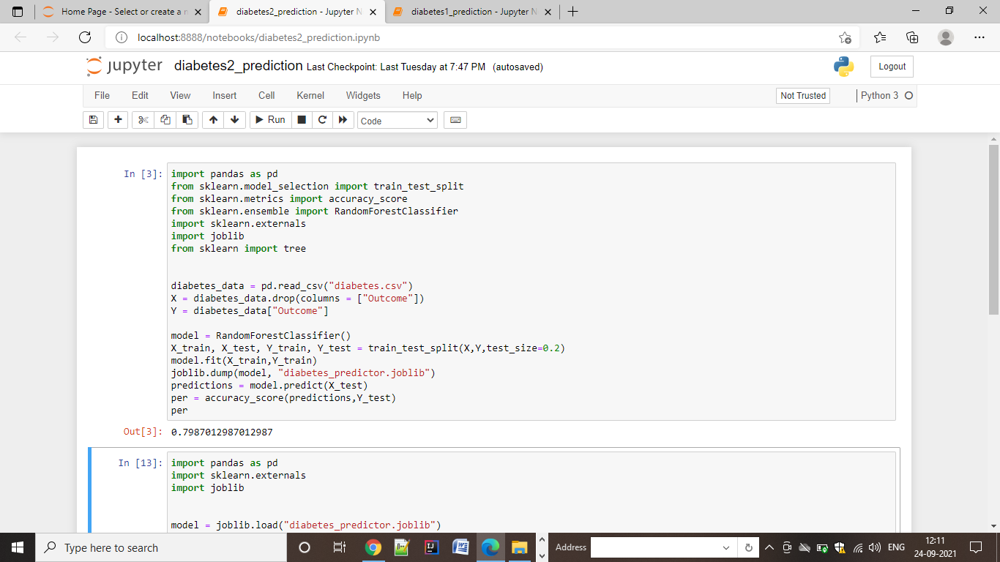 Home Page - Select or create a n
diabetes2_prediction - Jupyter N
diabetes1_prediction - Jupyter N
localhost:8888/notebooks/diabetes2_prediction.ipynb
jupyter diabetes2_prediction Last Checkpoint: Last Tuesday at 7:47 PM (autosaved)
Logout
File Edit View Insert Cell Kernel Widgets Help
Not Trusted
Python 3
Run
Code
In [3]:
import pandas as pd
from sklearn.model_selection import train_test_split
from sklearn.metrics import accuracy_score
from sklearn.ensemble import RandomForestClassifier
import sklearn.externals
import joblib
from sklearn import tree
diabetes_data = pd.read_csv("diabetes.csv")
X = diabetes_data.drop(columns = ["Outcome"])
Y = diabetes_data["Outcome"]
model = RandomForestClassifier()
X_train, X_test, Y_train, Y_test = train_test_split(X,Y,test_size=0.2)
model.fit(X_train,Y_train)
joblib.dump(model, "diabetes_predictor.joblib")
predictions = model.predict(X_test)
per = accuracy_score(predictions,Y_test)
per
Out[3]: 0.7987012987012987
In [13]:
import pandas as pd
import sklearn.externals
import joblib
model = joblib.load("diabetes_predictor.joblib")
Type here to search
Address
ENG
12:11
24-09-2021